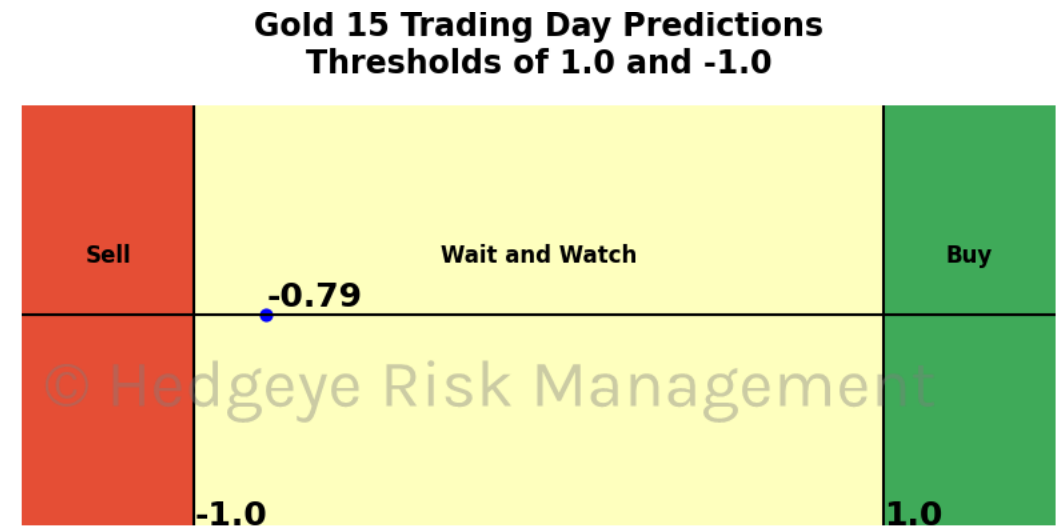 Gold 15 Trading Day Predictions
Thresholds of 1.0 and -1.0
Sell
Wait and Watch
Buy
-0.79
© Hedgeye Risk Management
-1.0
1.0